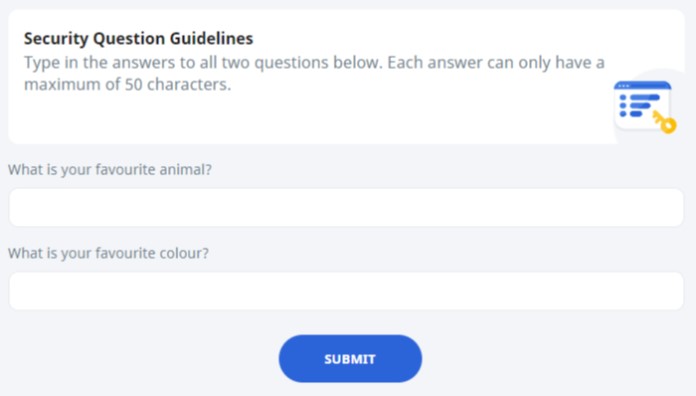 Security Question Guidelines
Type in the answers to all two questions below. Each answer can only have a
maximum of 50 characters.
What is your favourite animal?
What is your favourite colour?
SUBMIT